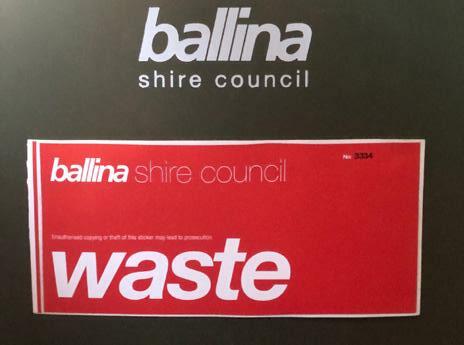 ballina
shire council
ballina shire council
No: 3334
Unauthorised copying or theft of this sticker may lead to prosecution
waste